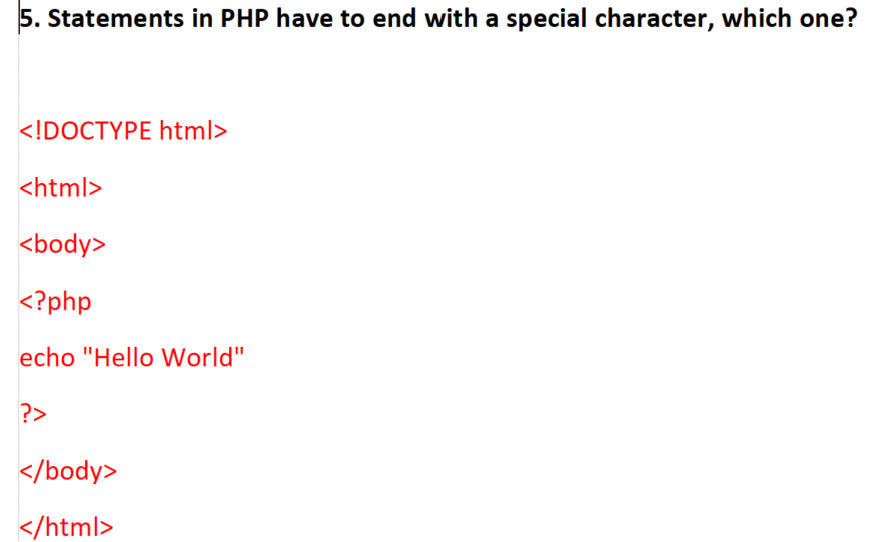 5. Statements in PHP have to end with a special character, which one?
<!DOCTYPE html>
<html>
<body>
<?php
echo "Hello World"
?>
</body>
</html>